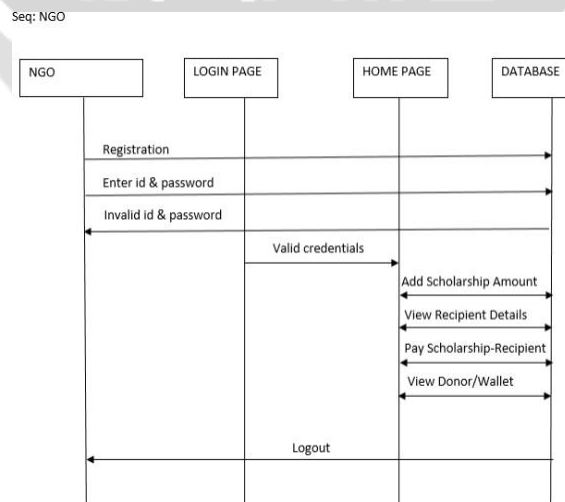 Seq: NGO
NGO
LOGIN PAGE
HOME PAGE
DATABASE
Registration
Enter id & password
Invalid id & password
Valid credentials
Add Scholarship Amount
View Recipient Details
Pay Scholarship-Recipient
View Donor/Wallet
Logout